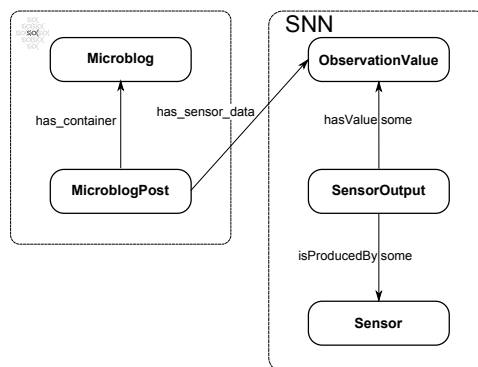 SNN
Microblog
ObservationValue
has_container
has_sensor_data
hasValue some
MicroblogPost
SensorOutput
isProducedBy some
Sensor